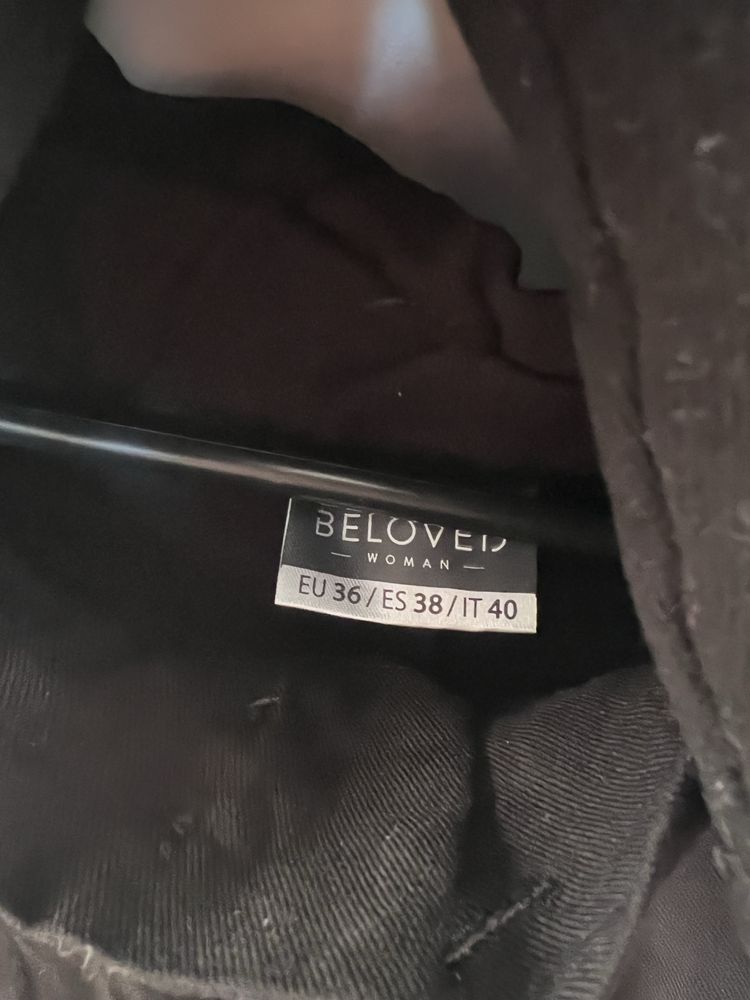 BELOVED
— WOMAN —
EU 36 / ES 38 / IT 40